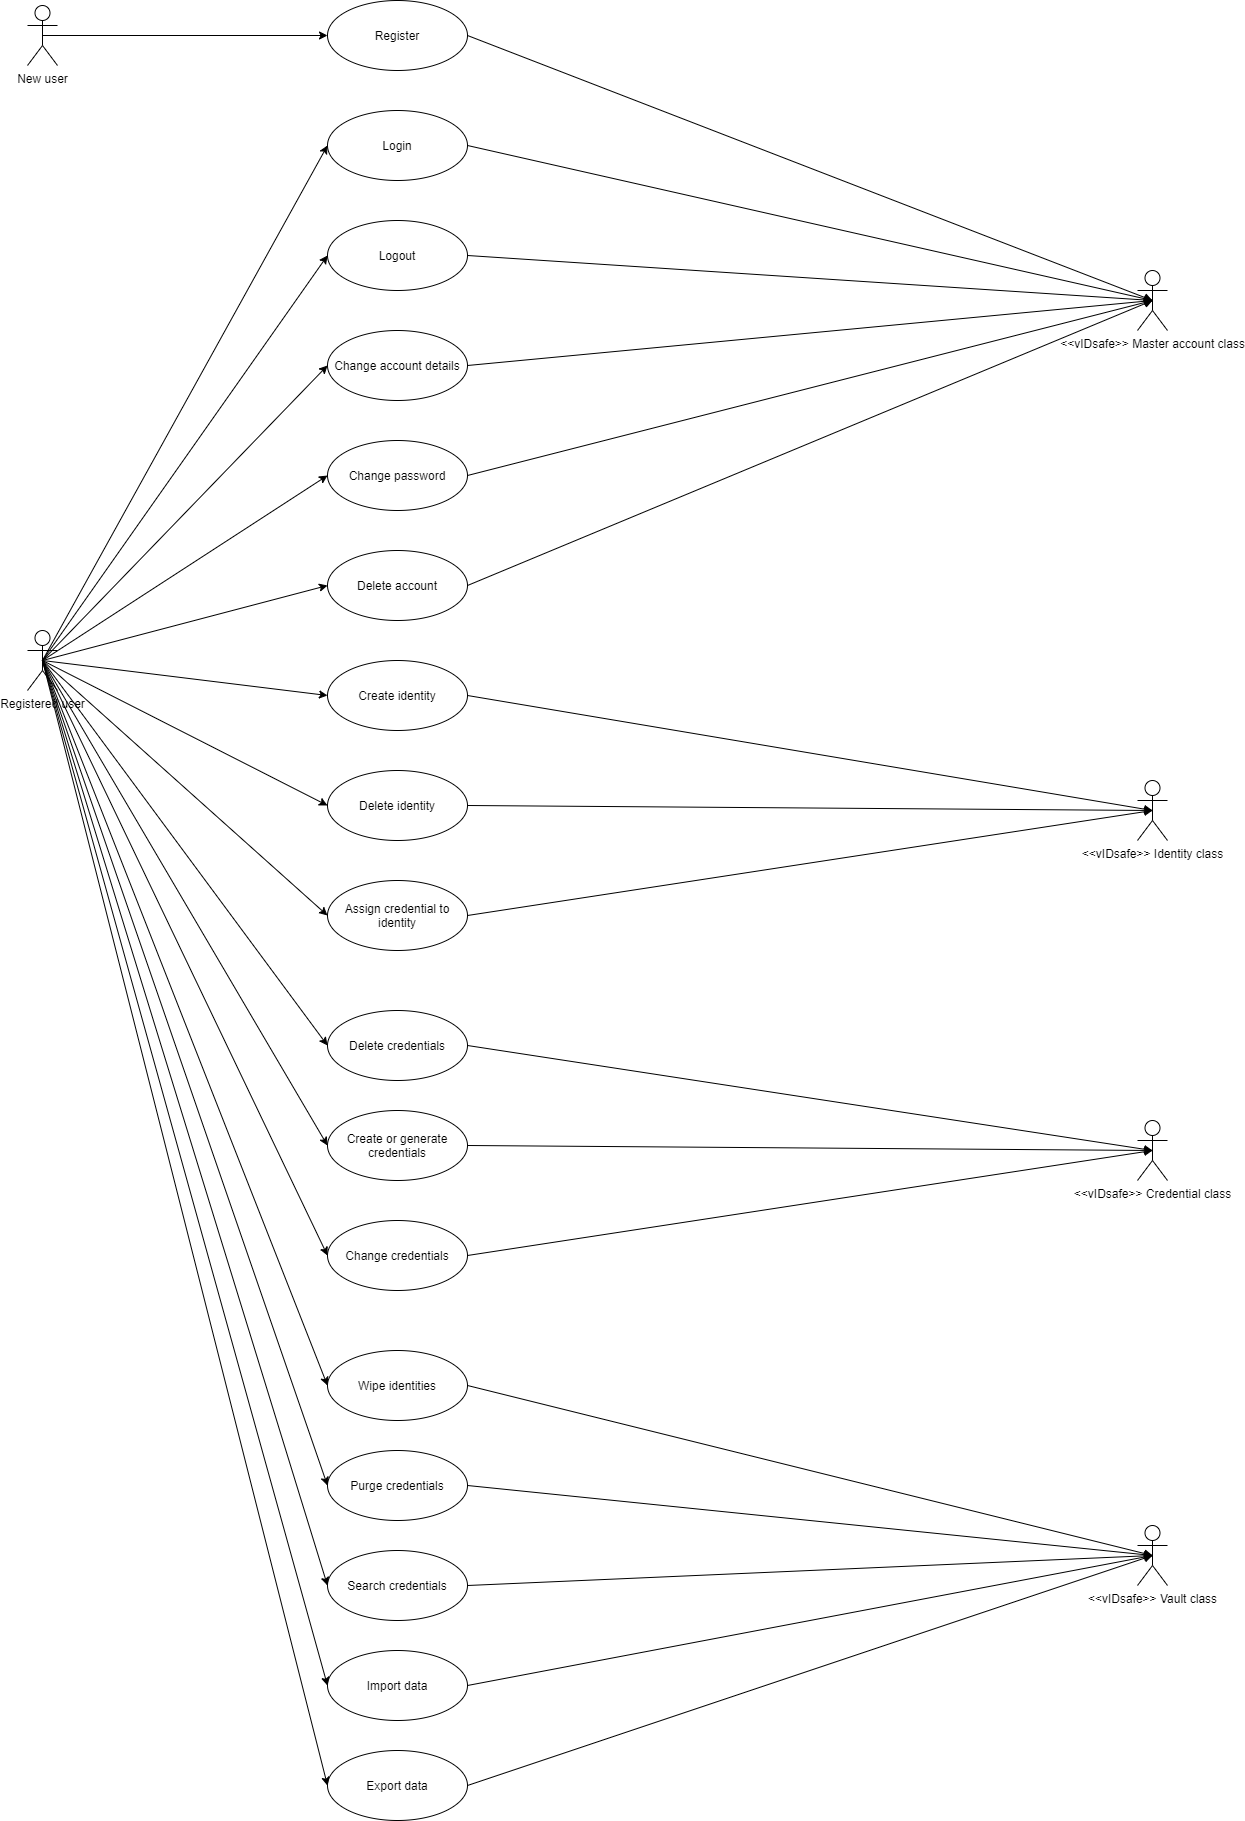 Register
New user
Login
Logout
<<vIDsafe>> Master account class
Change account details
Change password
Delete account
Registered user
Create identity
Delete identity
<<vIDsafe>> Identity class
Assign credential to
identity
Delete credentials
Create or generate
credentials
<<vIDsafe>> Credential class
Change credentials
Wipe identities
Purge credentials
Search credentials
<<vIDsafe>> Vault class
Import data
Export data